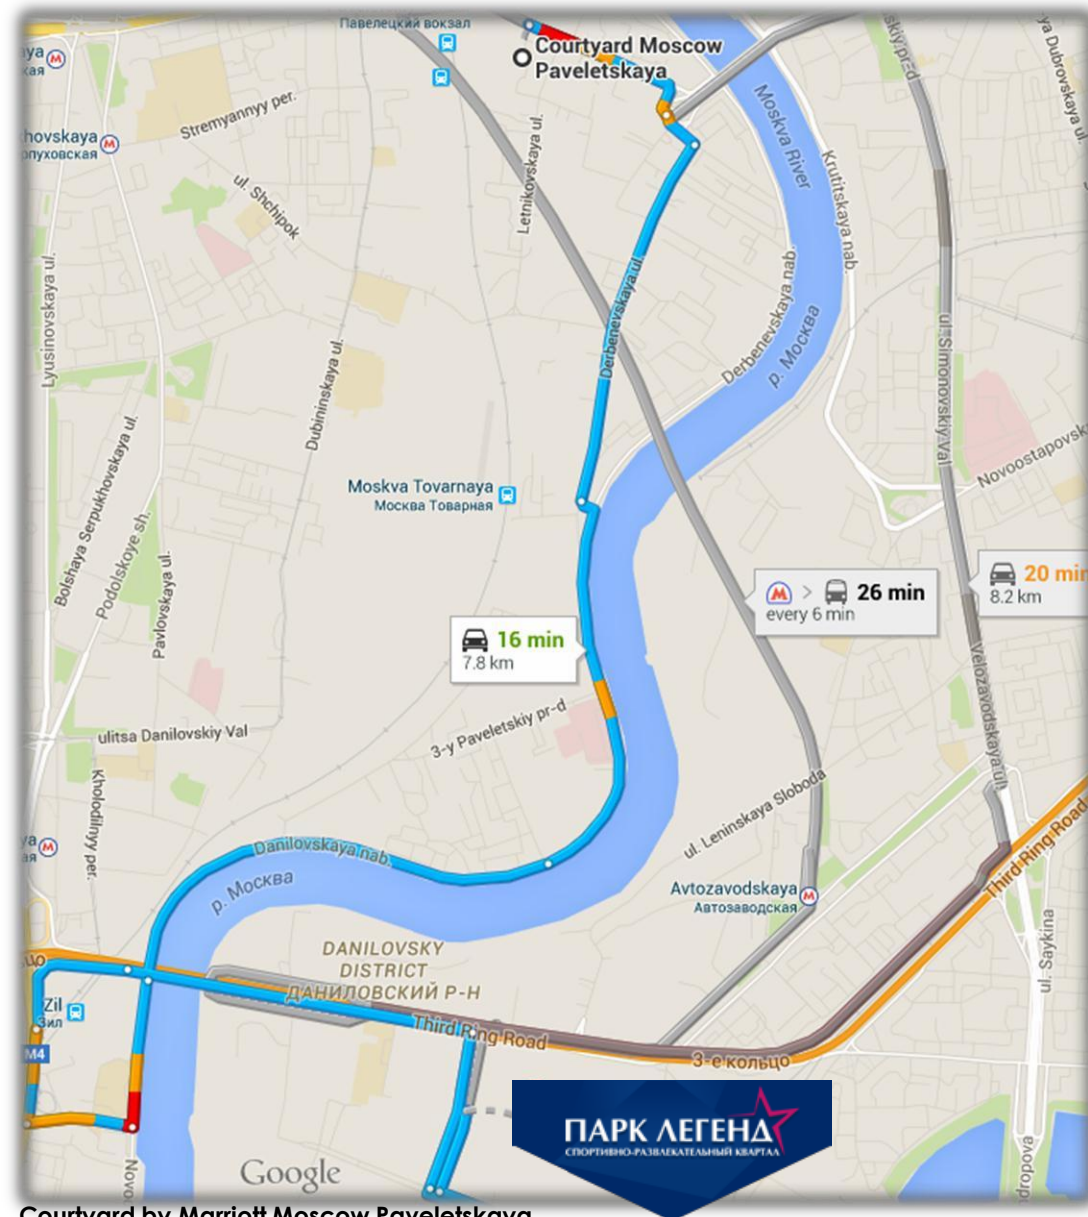 Павелецкий вокзал
Courtyard Moscow
Paveletskaya
Stremyannyy per.
ul. Shchipok
Letnikovskaya ul.
Moskva River
Krutitskaya nab.
Lyusinovskaya ul.
Derbenevskaya ul.
Derbenevskaya nab.
р. Москва
ul. Simonovskiy Val
Dubininskaya ul.
Bolshaya Serpukhovskaya ul.
Podolskoye sh.
Pavlovskaya ul.
Moskva Tovarnaya
Москва Товарная
26 min
every 6 min
20 min
8.2 km
16 min
7.8 km
Velozavodskaya ul.
ulitsa Danilovskiy Val
3-y Paveletskiy pr-d
Kholodilnyy per.
ul. Leninskaya Sloboda
Danilovskaya nab.
р. Москва
Avtozavodskaya
Автозаводская
Third Ring Road
DANILOVSKY
DISTRICT
ДАНИЛОВСКИЙ Р-Н
ul. Saykina
Zil
Зил
M4
Third Ring Road
3-е кольцо
ПАРК ЛЕГЕНД
СПОРТИВНО-РАЗВЛЕКАТЕЛЬНЫЙ КВАРТАЛ
Google
Courtyard by Marriott Moscow Paveletskaya